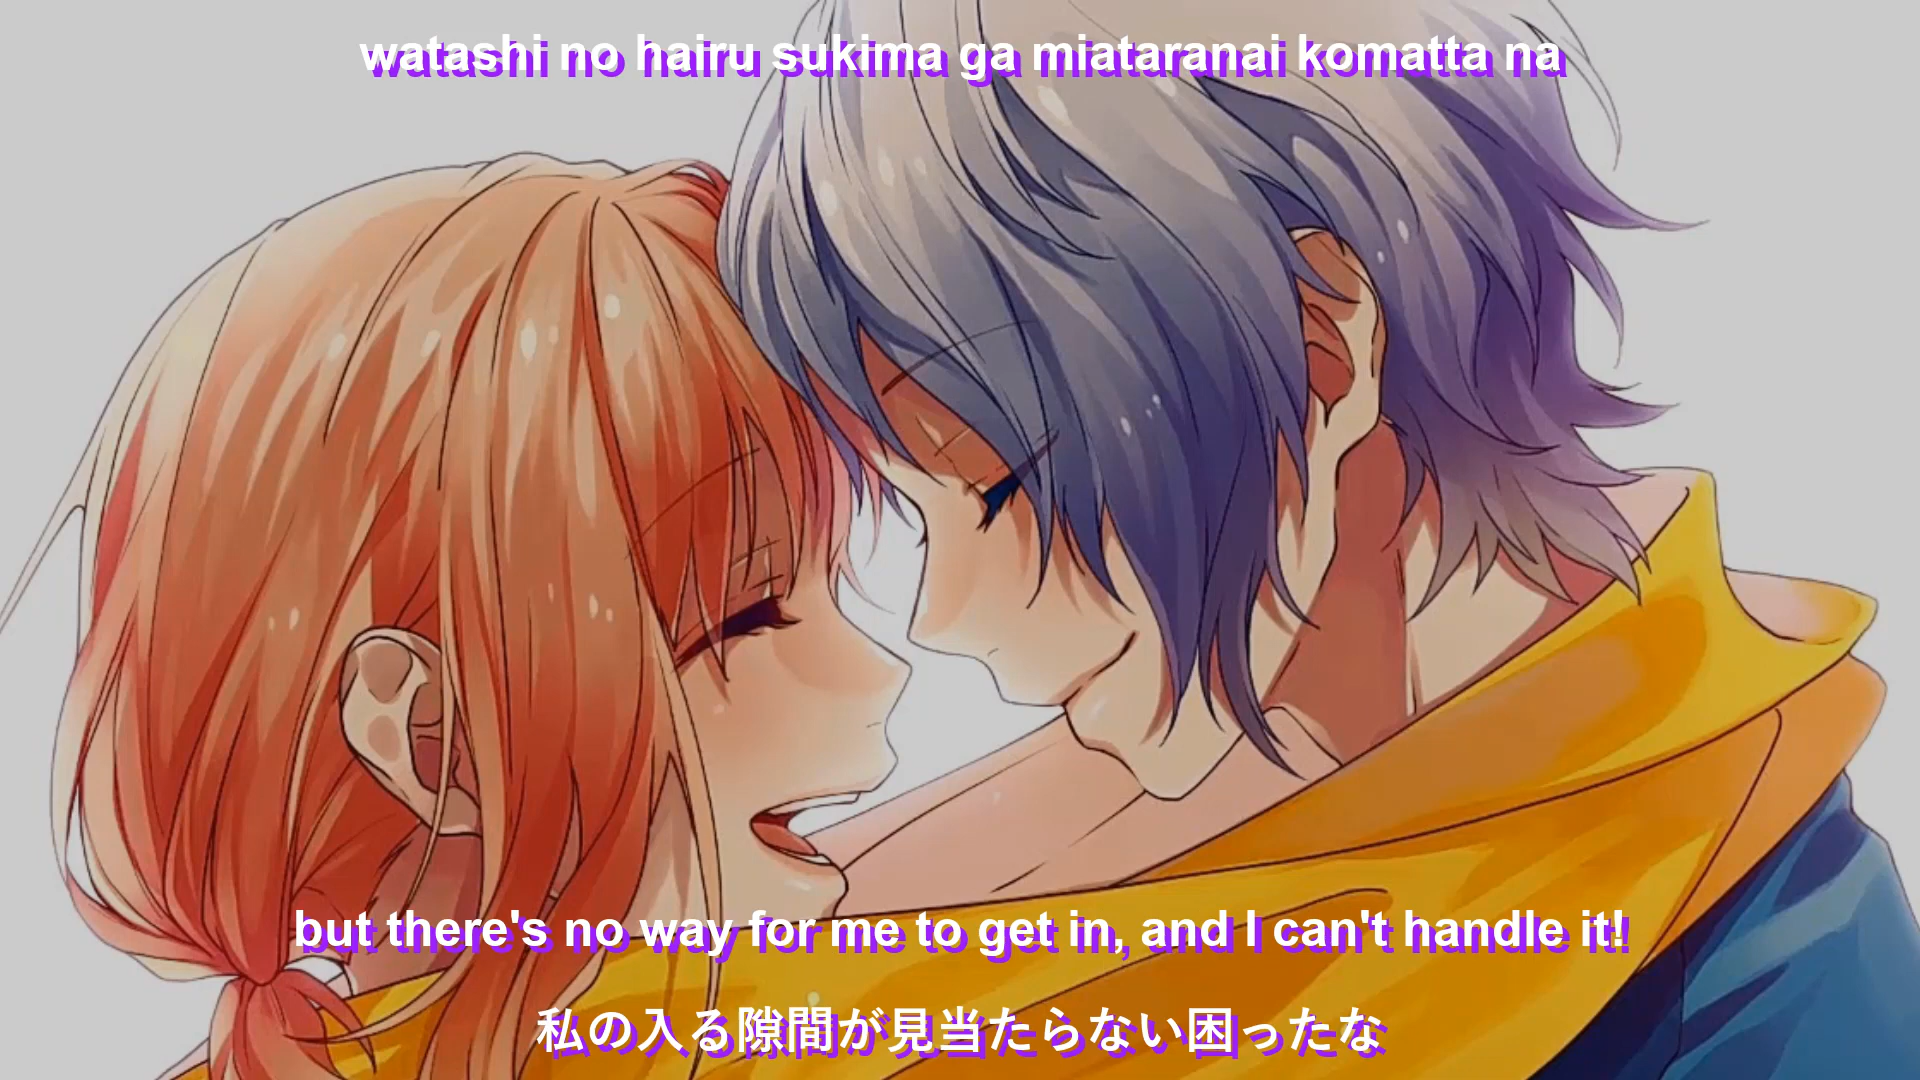 watashi no hairu sukima ga miataranai komatta na
but there's no way for me to get in, and I can't handle it!
私の入る隙間が見当たらない困ったな